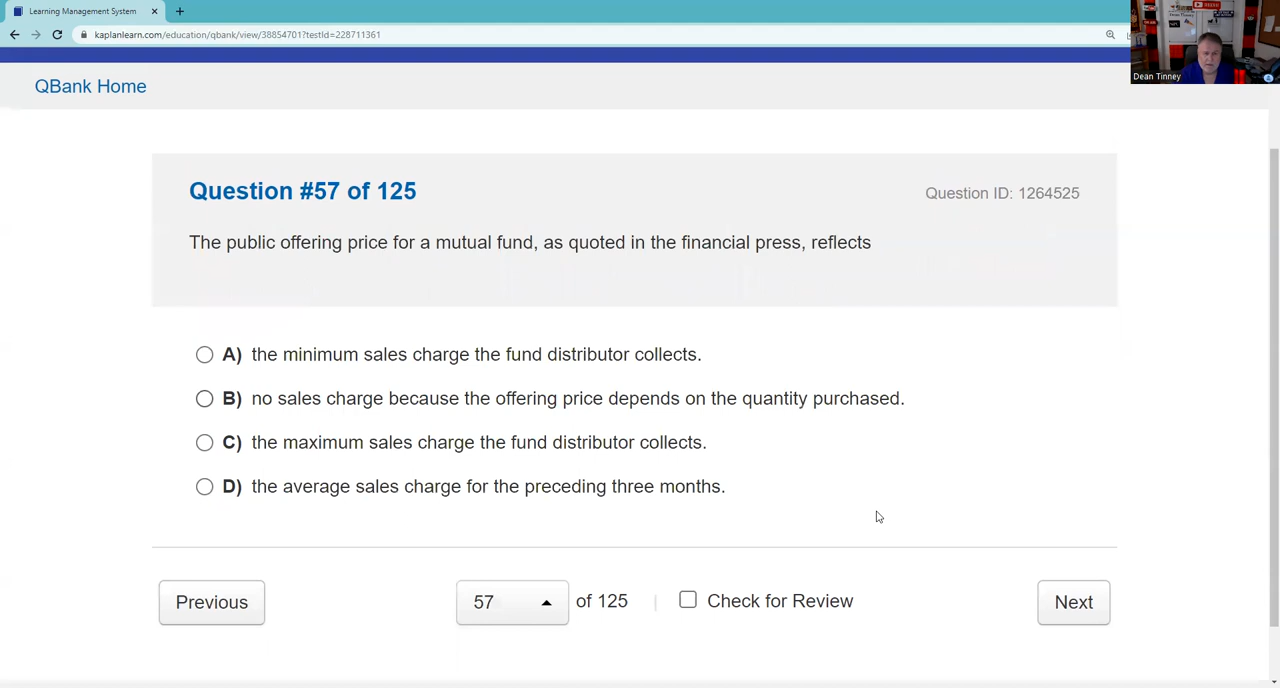 Learning Management System
kaplanlearn.com/education/qbank/view/38854701?testId=228711361
Dean Tinney
QBank Home
Question #57 of 125
Question ID: 1264525
The public offering price for a mutual fund, as quoted in the financial press, reflects
A) the minimum sales charge the fund distributor collects.
B) no sales charge because the offering price depends on the quantity purchased.
C) the maximum sales charge the fund distributor collects.
D) the average sales charge for the preceding three months.
Previous
57
of 125
Check for Review
Next